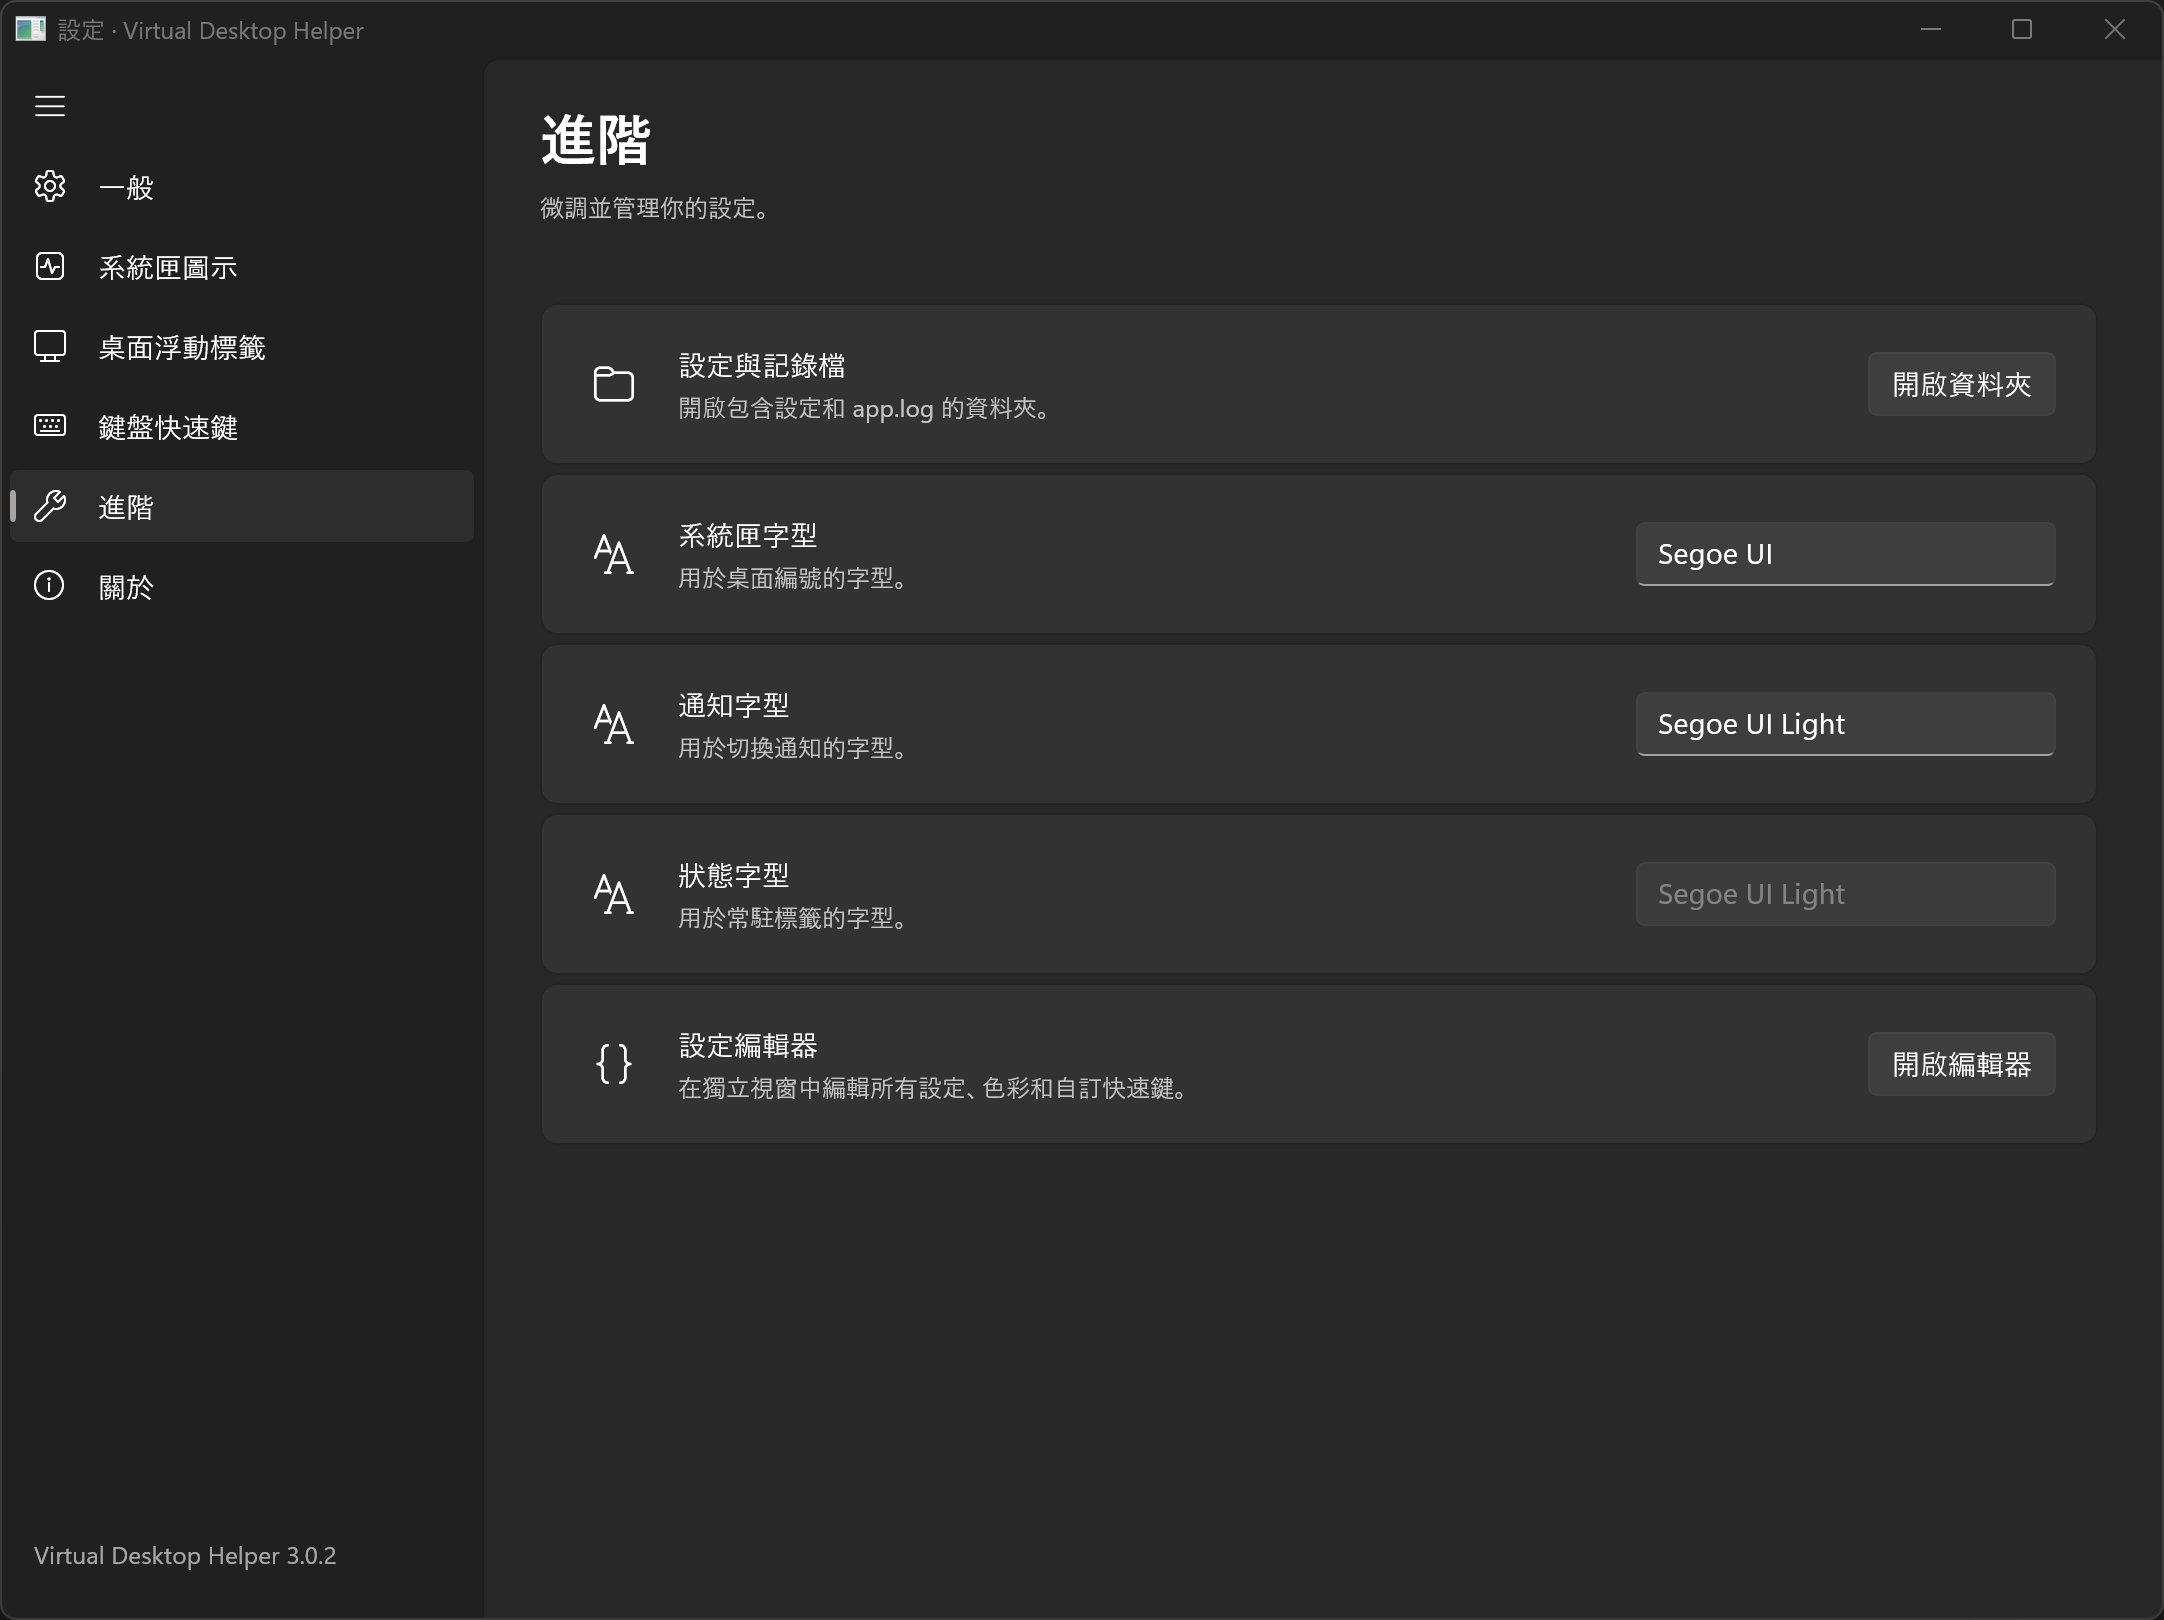 設定 · Virtual Desktop Helper
一般
系統匣圖示
桌面浮動標籤
鍵盤快速鍵
進階
關於
Virtual Desktop Helper 3.0.2
進階
微調並管理你的設定。
設定與記錄檔
開啟包含設定和 app.log 的資料夾。
開啟資料夾
系統匣字型
用於桌面編號的字型。
Segoe UI
通知字型
用於切換通知的字型。
Segoe UI Light
狀態字型
用於常駐標籤的字型。
Segoe UI Light
設定編輯器
在獨立視窗中編輯所有設定、色彩和自訂快速鍵。
開啟編輯器